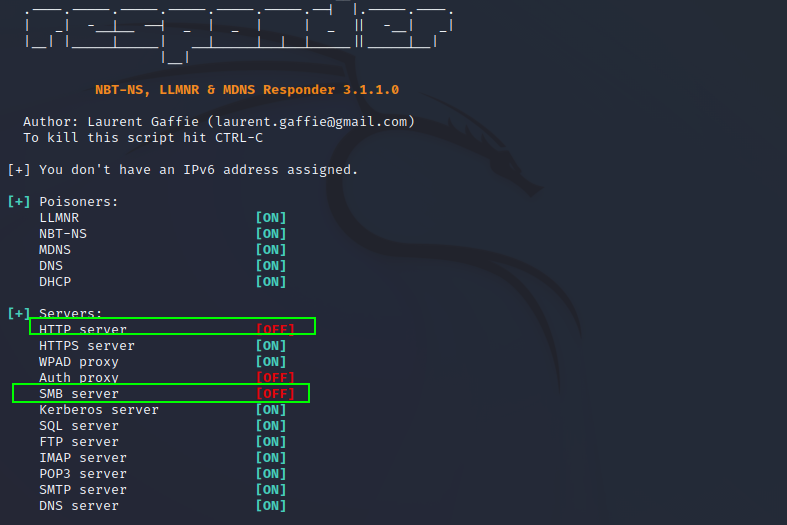 NBT-NS, LLMNR & MDNS Responder 3.1.1.0
Author: Laurent Gaffie (laurent.gaffie@gmail.com)
To kill this script hit CTRL-C
[+] You don't have an IPv6 address assigned.
[+] Poisoners:
LLMNR [ON]
NBT-NS [ON]
MDNS [ON]
DNS [ON]
DHCP [ON]
[+] Servers:
HTTP server [OFF]
HTTPS server [ON]
WPAD proxy [ON]
Auth proxy [OFF]
SMB server [OFF]
Kerberos server [ON]
SQL server [ON]
FTP server [ON]
IMAP server [ON]
POP3 server [ON]
SMTP server [ON]
DNS server [ON]